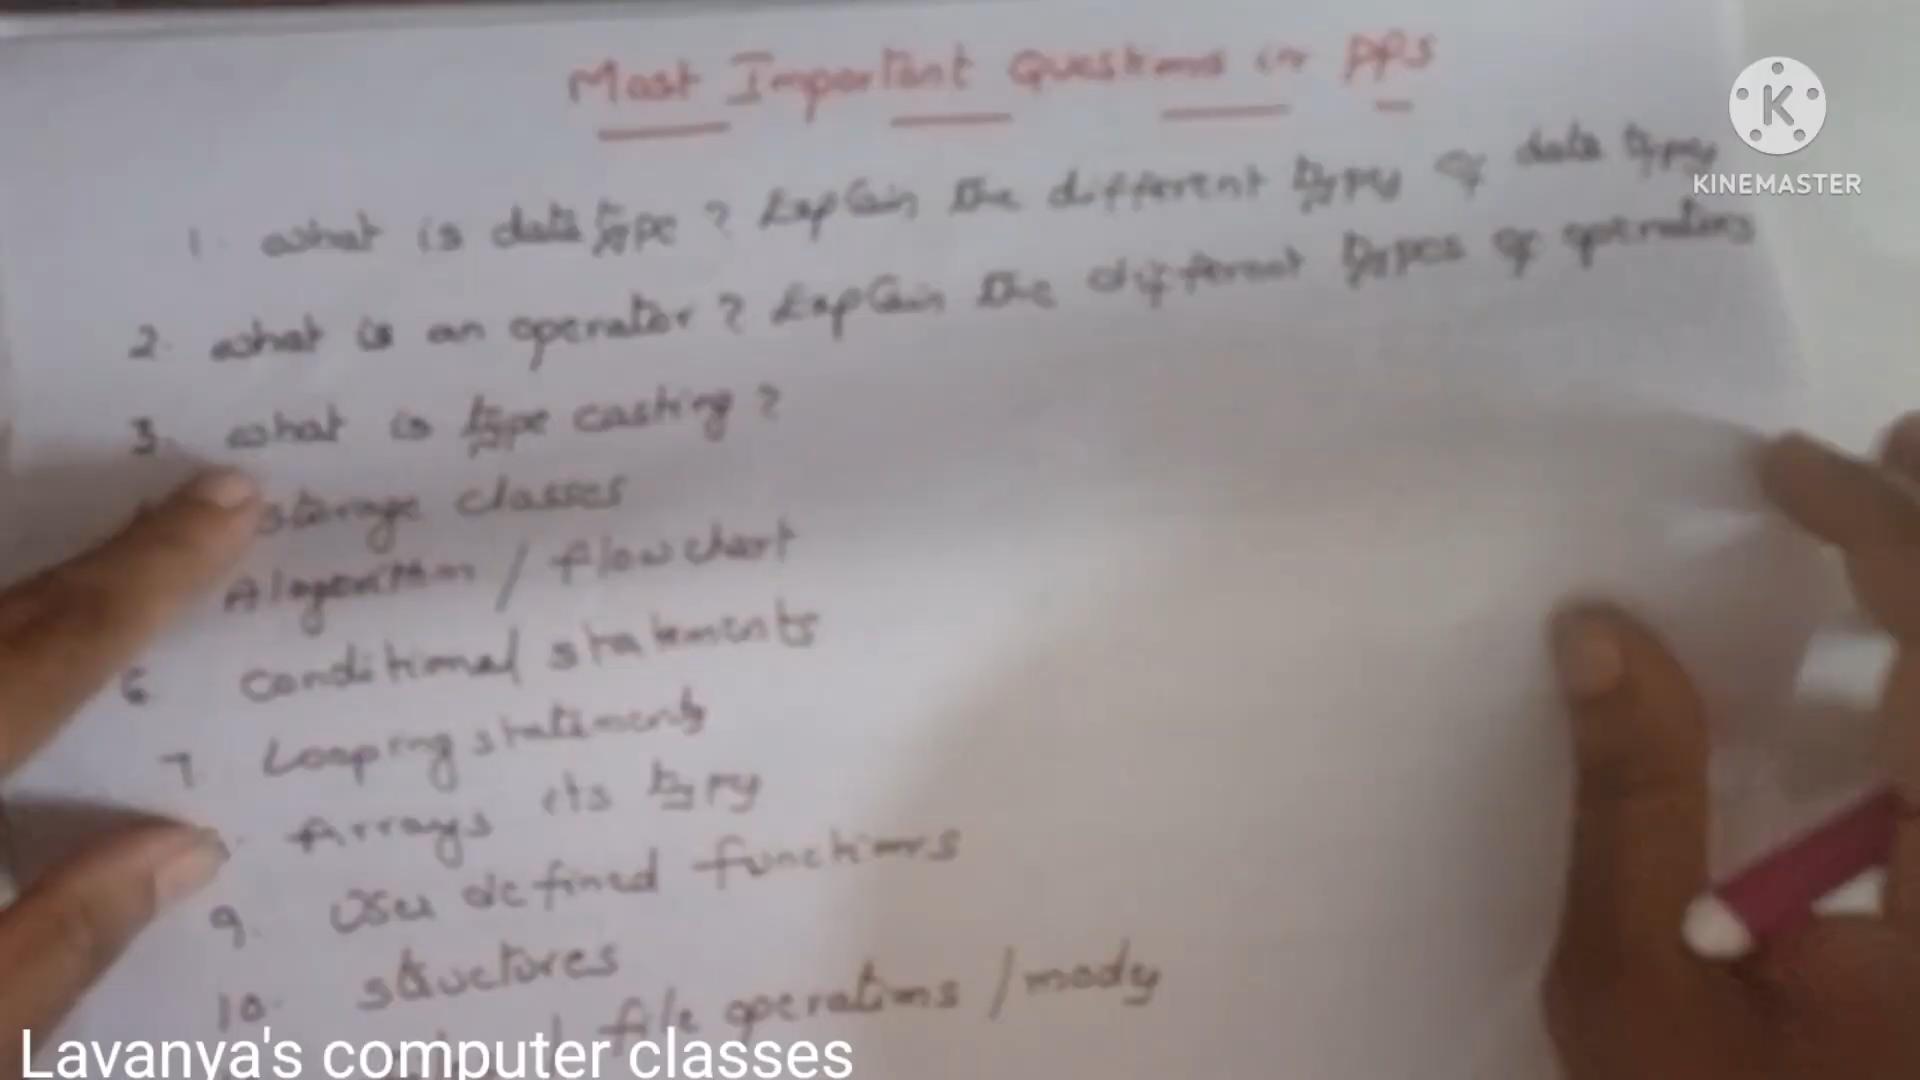 Most Important Questions in PPS
KINEMASTER
1. what is data type? Explain the different types of data types
2. what is an operator? Explain the different types of operators
3. what is type casting?
storage classes
Algorithm / flowchart
6 Conditional statements
7 Looping statements
Arrays its types
9. User defined functions
10. structures
file operations / modes
Lavanya's computer classes